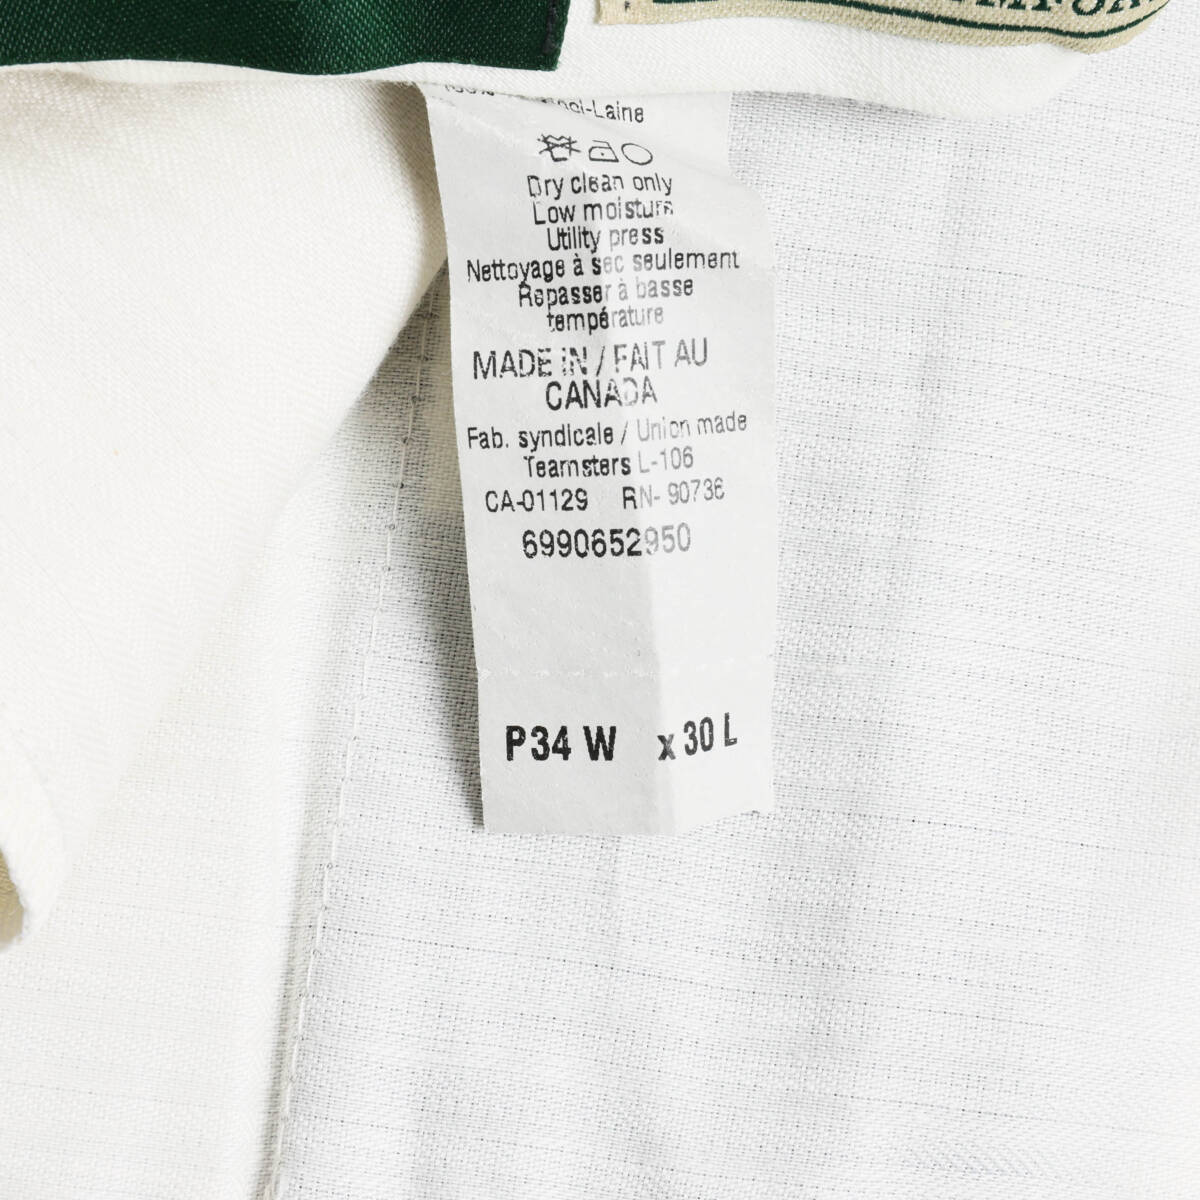 -Laine
Dry clean only
Low moisture
Utility press
Nettoyage à sec seulement
Repasser à basse
température
MADE IN / FAIT AU
CANADA
Fab. syndicale / Union made
Teamsters L-106
CA-01129 RN- 90736
6990652950
P34 W x 30 L